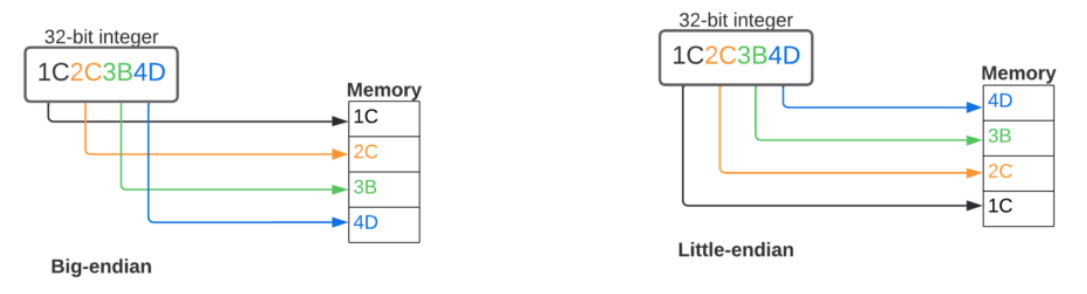 32-bit integer
1C2C3B4D
Memory
1C
2C
3B
4D
Big-endian
32-bit integer
1C2C3B4D
Memory
4D
3B
2C
1C
Little-endian